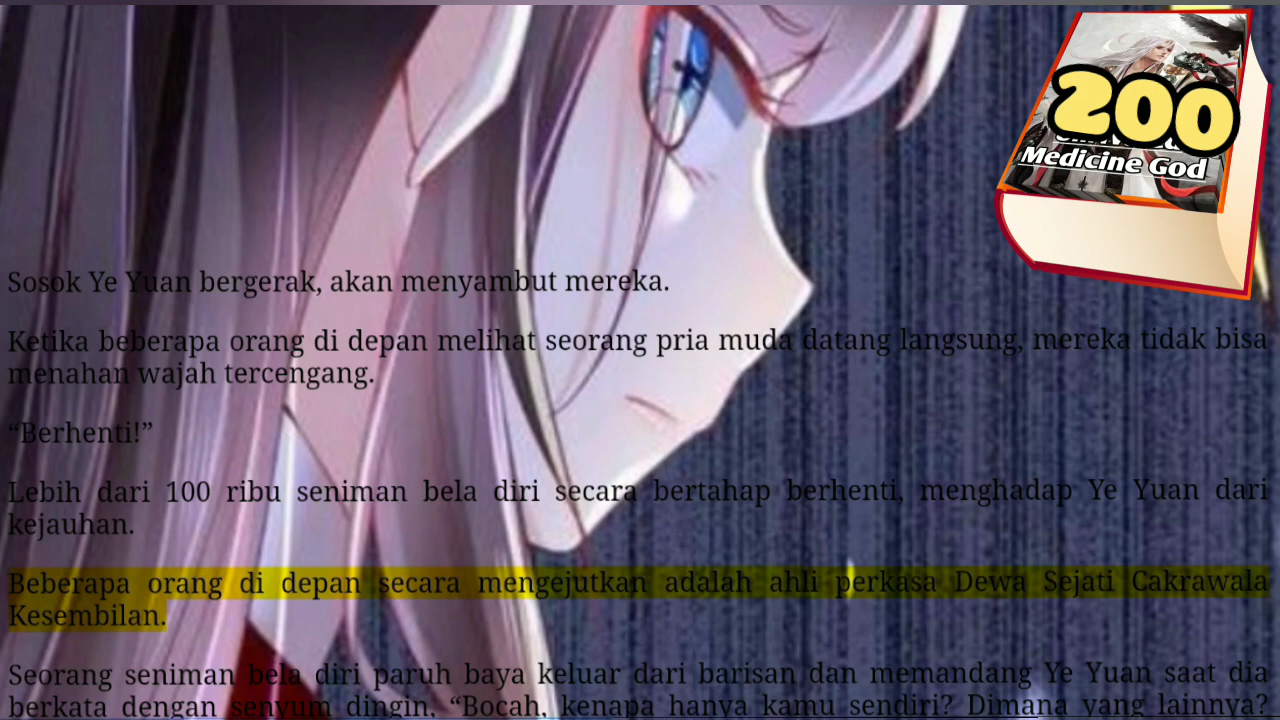 200
Medicine God
Sosok Ye Yuan bergerak, akan menyambut mereka.
Ketika beberapa orang di depan melihat seorang pria muda datang langsung, mereka tidak bisa
menahan wajah tercengang.
“Berhenti!”
Lebih dari 100 ribu seniman bela diri secara bertahap berhenti, menghadap Ye Yuan dari
kejauhan.
Beberapa orang di depan secara mengejutkan adalah ahli perkasa Dewa Sejati Cakrawala
Kesembilan.
Seorang seniman bela diri paruh baya keluar dari barisan dan memandang Ye Yuan saat dia
berkata dengan senyum dingin, “Bocah, kenapa hanya kamu sendiri? Dimana yang lainnya?